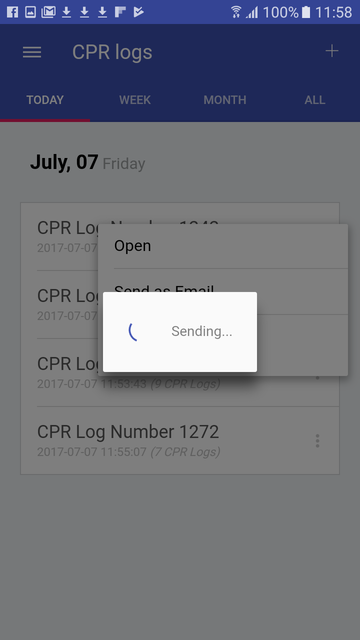 100% 11:58
CPR logs
TODAY WEEK MONTH ALL
July, 07 Friday
CPR Log Number
2017-07-07
Open
Send as Email
CPR Log
2017-07-07
Sending...
CPR Log
2017-07-07 11:53:43 (9 CPR Logs)
CPR Log Number 1272
2017-07-07 11:55:07 (7 CPR Logs)